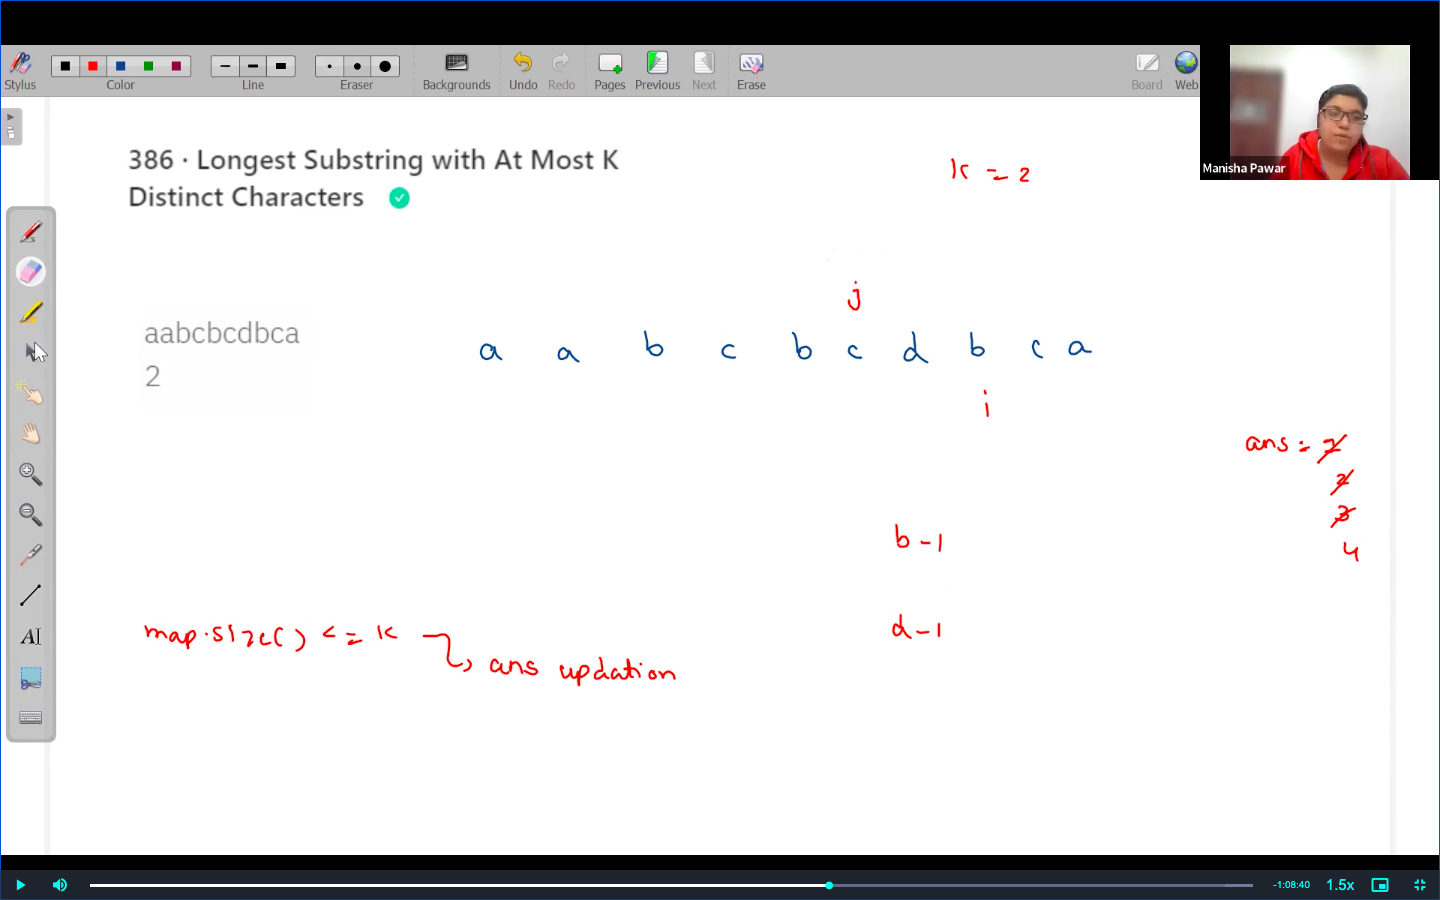 Stylus
Color
Line
Eraser
Backgrounds
Undo
Redo
Pages
Previous
Next
Erase
Board
Web
Manisha Pawar
386 · Longest Substring with At Most K
Distinct Characters
k = 2
j
aabcbcdbca
2
a a b c b c d b c a
i
ans = 2
2
3
4
b - 1
d - 1
map.size() <= k
ans updation
AI
-1:08:40
1.5x